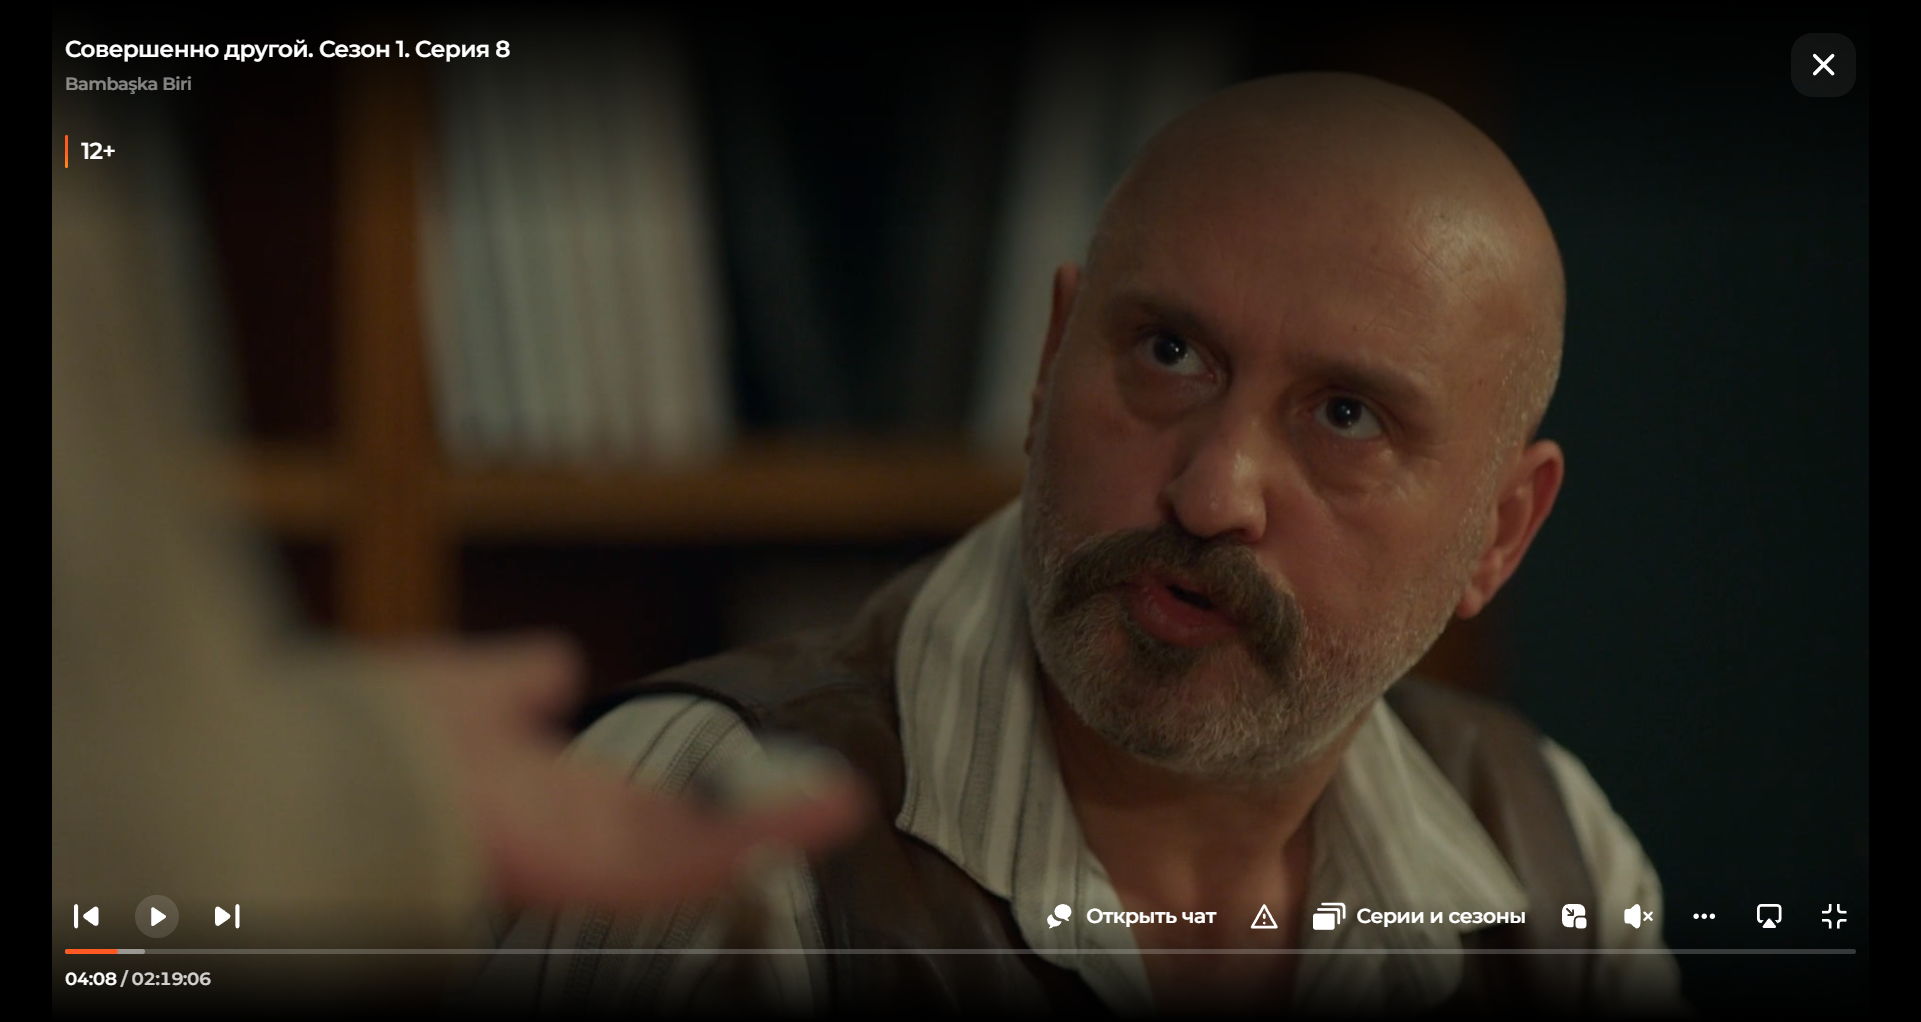 Совершенно другой. Сезон 1. Серия 8
Bambaşka Biri
12+
Открыть чат
Серии и сезоны
04:08 / 02:19:06